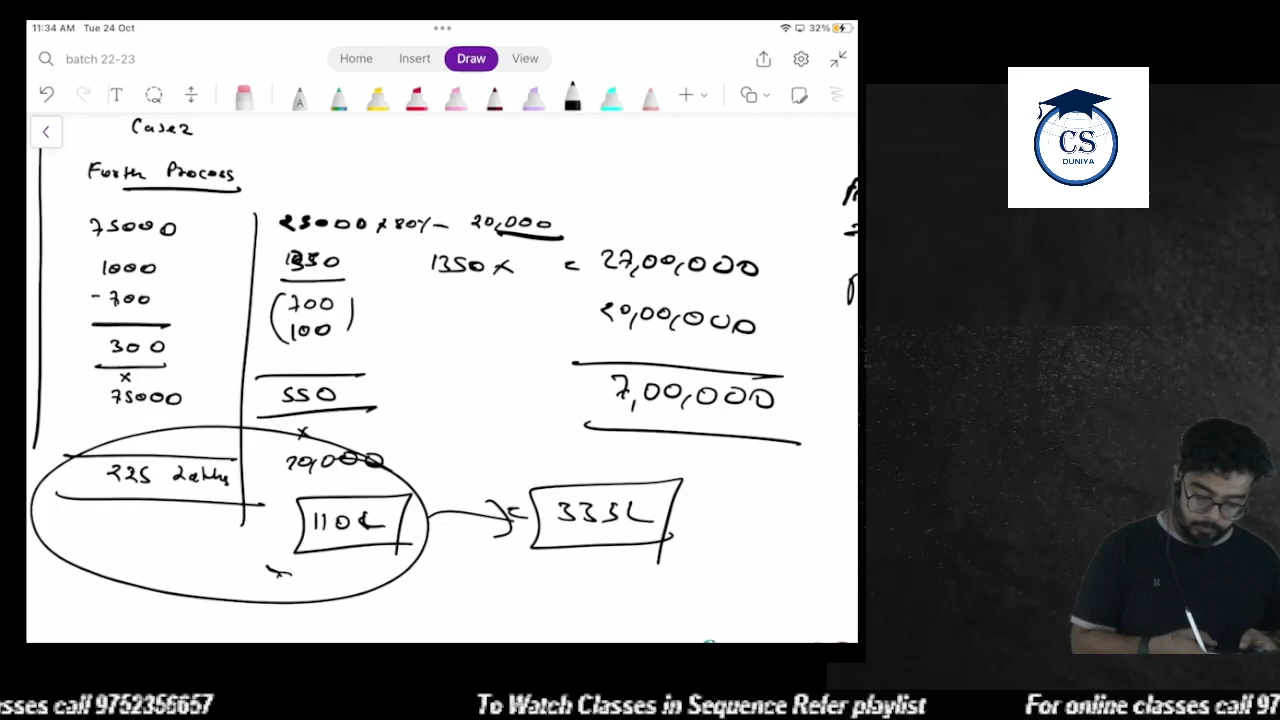 11:34 AM Tue 24 Oct
32%
batch 22-23
Home Insert Draw View
Case2
Process
75000
1000
-700
300
x
75000
225 Lakhs
25000 x 80% - 20,000
1350
(700
100)
550
x
20,000
110L
1350 x = 27,00,000
20,00,000
7,00,000
= 335L
CS
DUNIYA
sses call 9752356657
To Watch Classes in Sequence Refer playlist
For online classes call 97